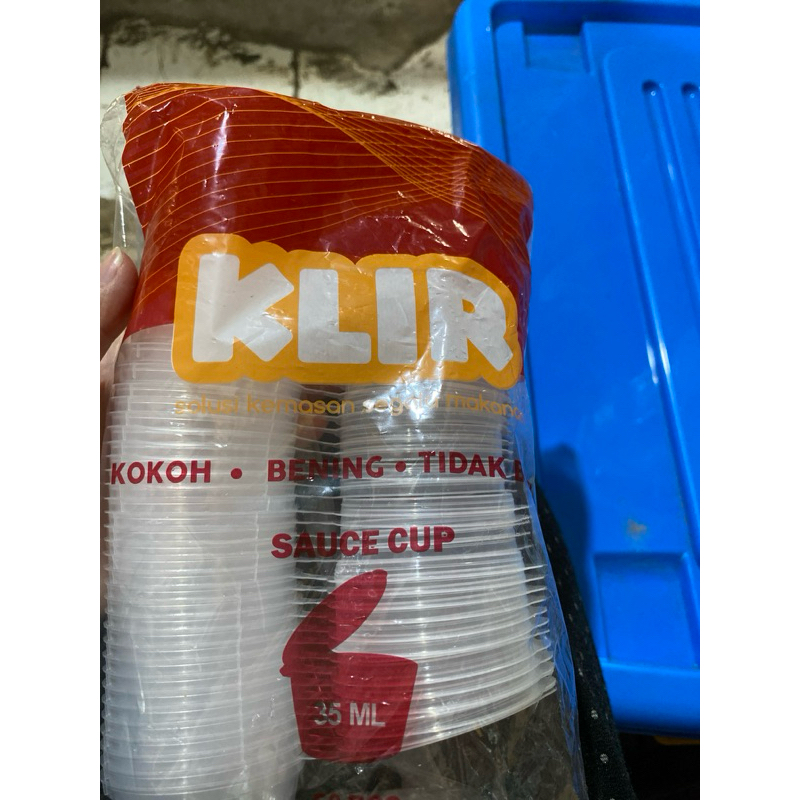 KLIR
solusi kemasan segala makanan
KOKOH • BENING • TIDAK
SAUCE CUP
35 ML